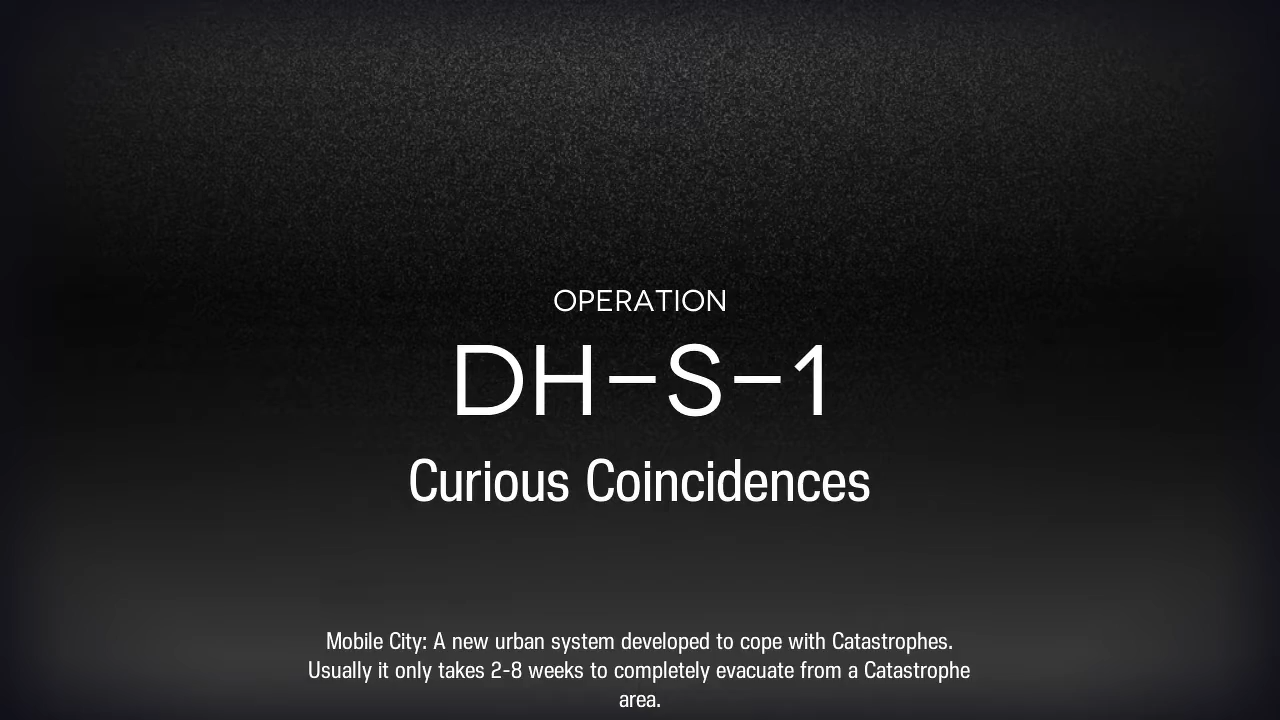 OPERATION
DH-S-1
Curious Coincidences
Mobile City: A new urban system developed to cope with Catastrophes.
Usually it only takes 2-8 weeks to completely evacuate from a Catastrophe
area.